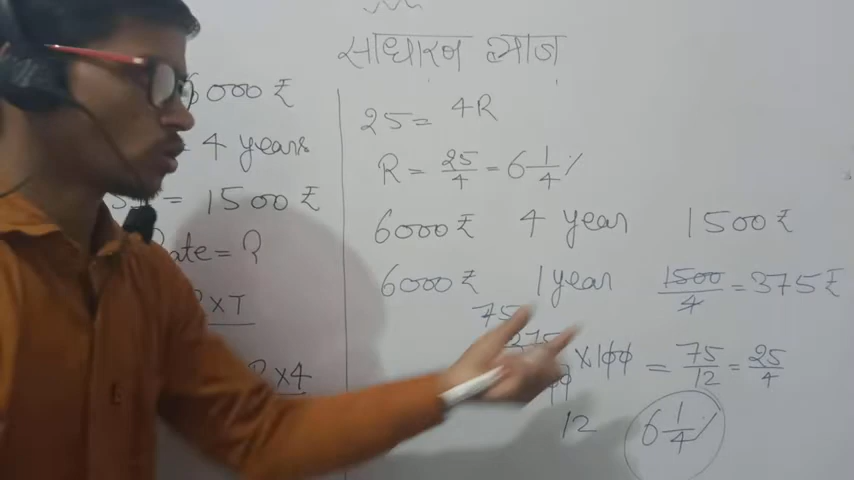 साधारण ब्याज
6000 ₹
= 4 years
= 1500 ₹
Rate = ?
×T
×4
25 = 4R
R = 25/4 = 6 1/4 %
6000 ₹ 4 year 1500 ₹
6000 ₹ 1 year 1500/4 = 375 ₹
75
×100 = 75/12 = 25/4
12
6 1/4 %